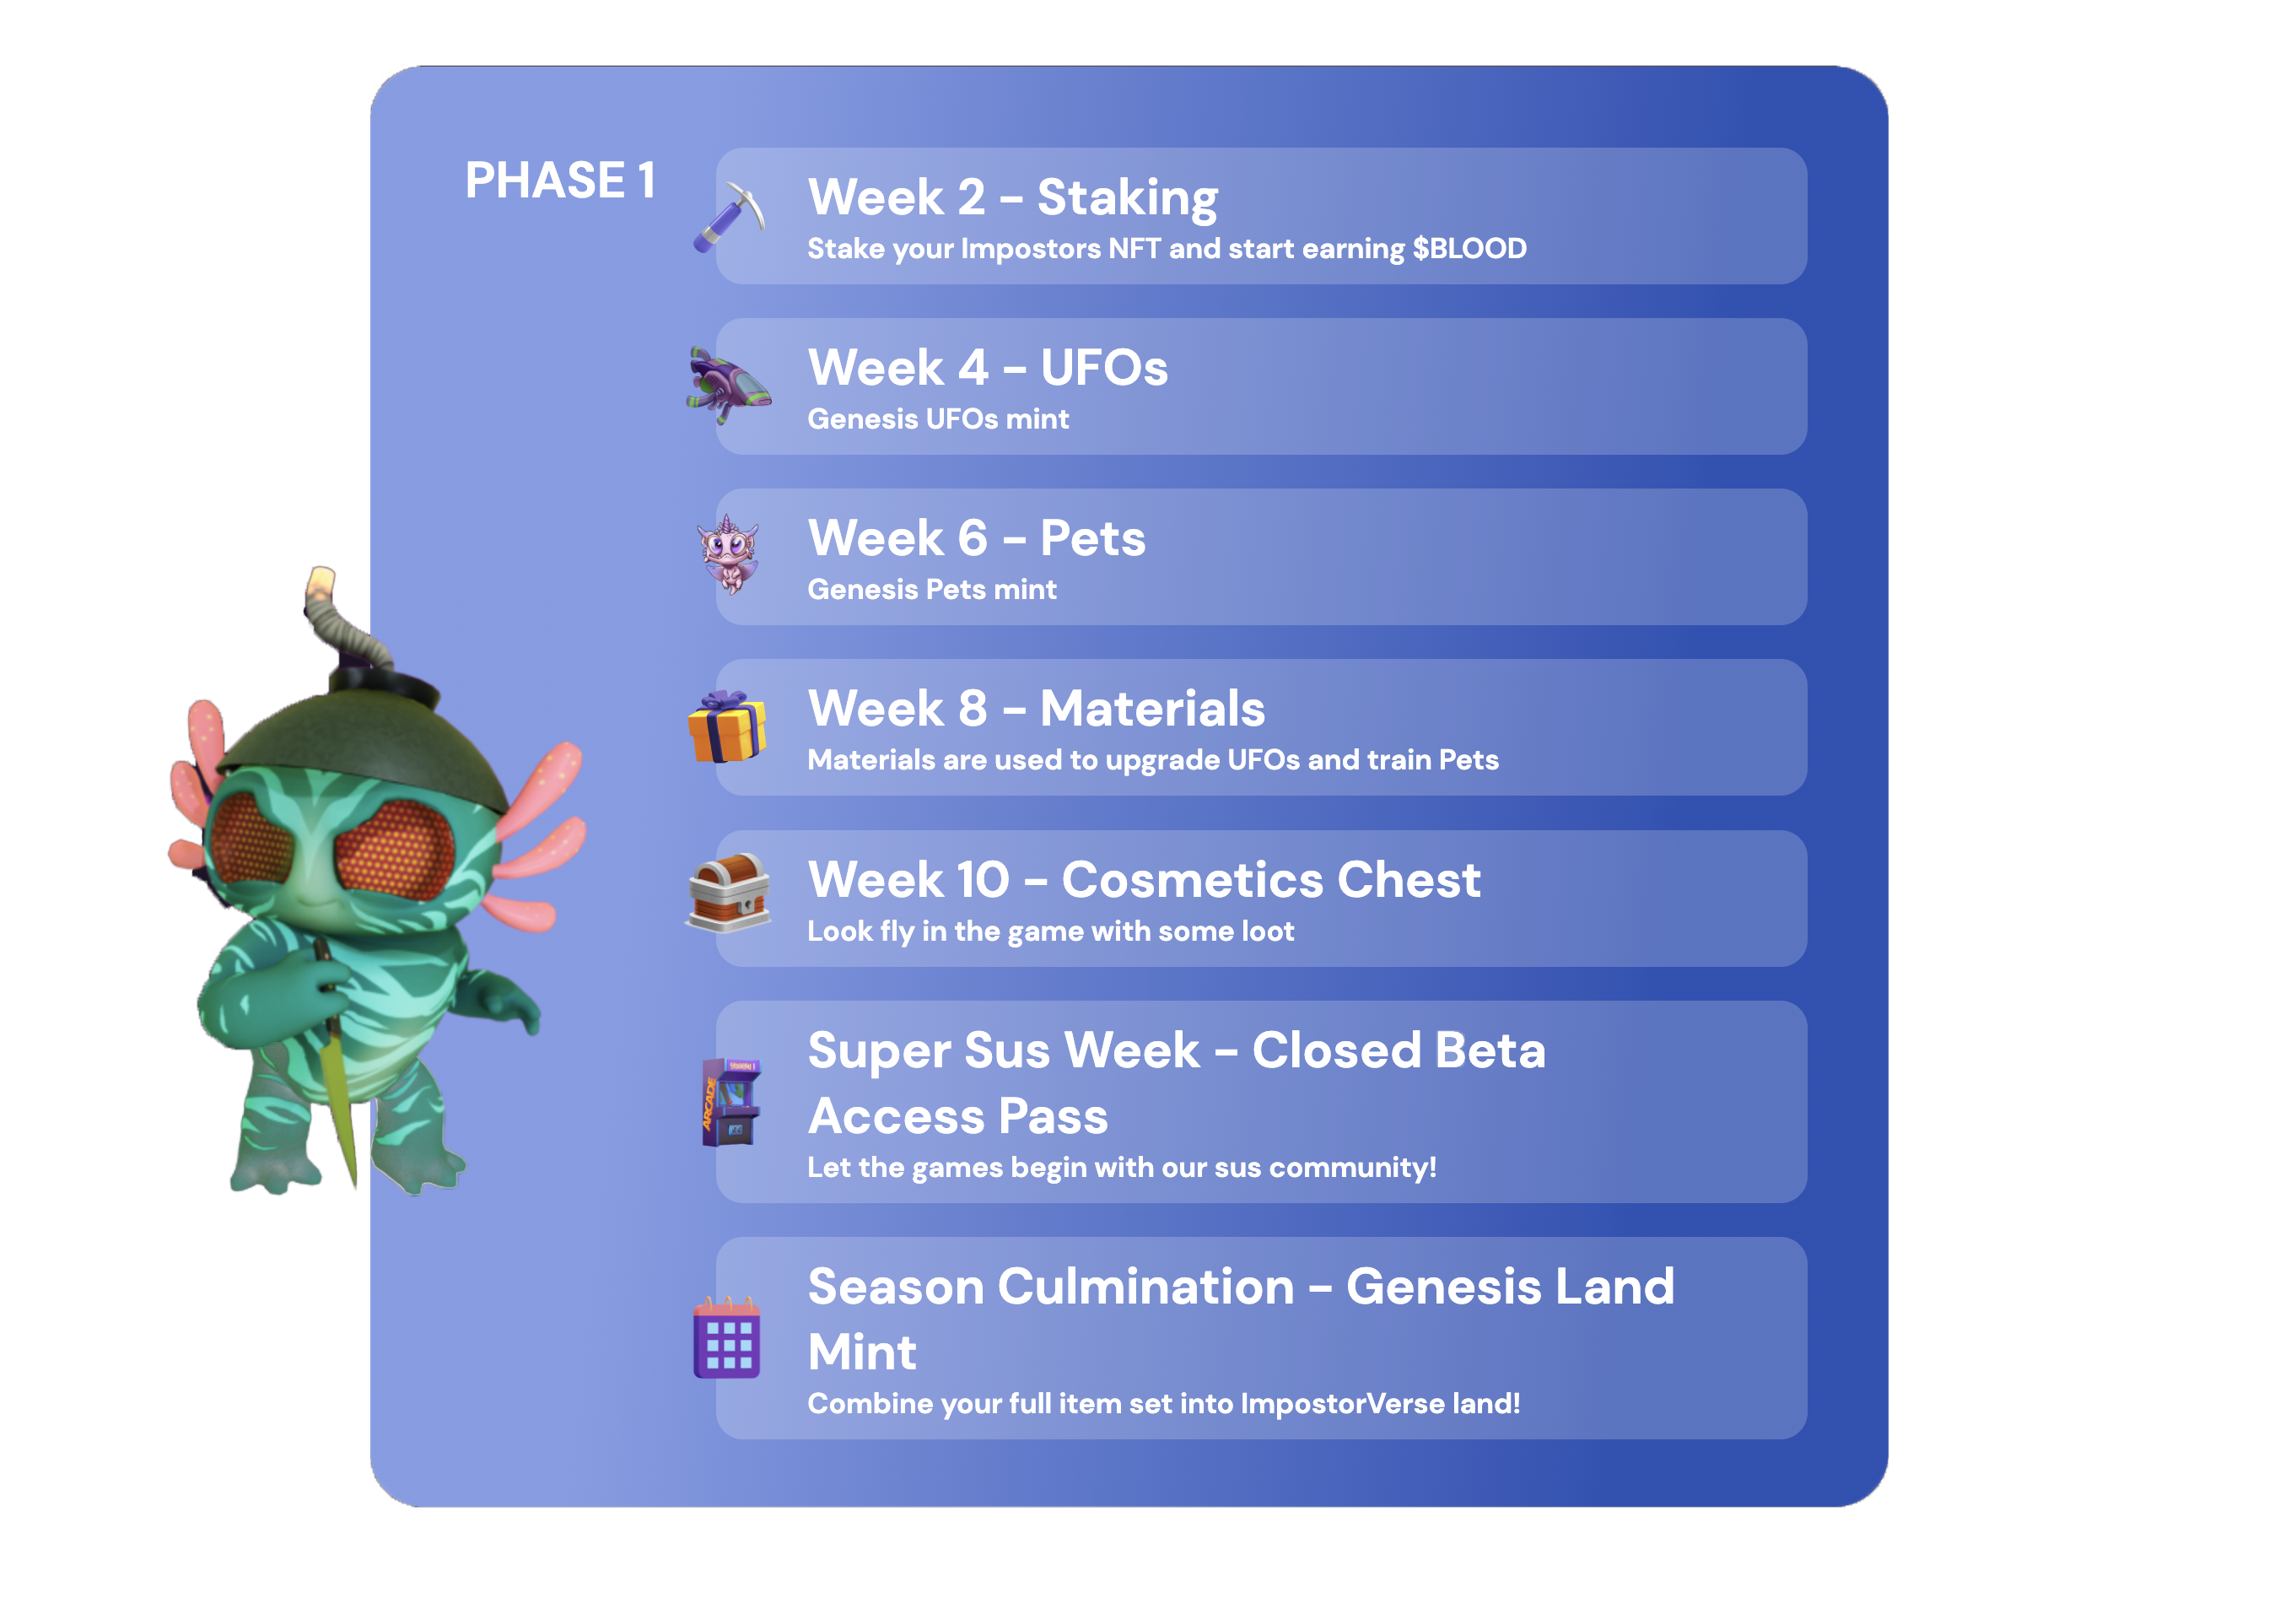 PHASE 1
Week 2 – Staking
Stake your Impostors NFT and start earning $BLOOD
Week 4 – UFOs
Genesis UFOs mint
Week 6 – Pets
Genesis Pets mint
Week 8 – Materials
Materials are used to upgrade UFOs and train Pets
Week 10 – Cosmetics Chest
Look fly in the game with some loot
ARCADE
Super Sus Week – Closed Beta
Access Pass
Let the games begin with our sus community!
Season Culmination – Genesis Land
Mint
Combine your full item set into ImpostorVerse land!